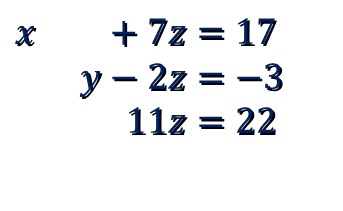 x + 7z = 17
y − 2z = −3
11z = 22